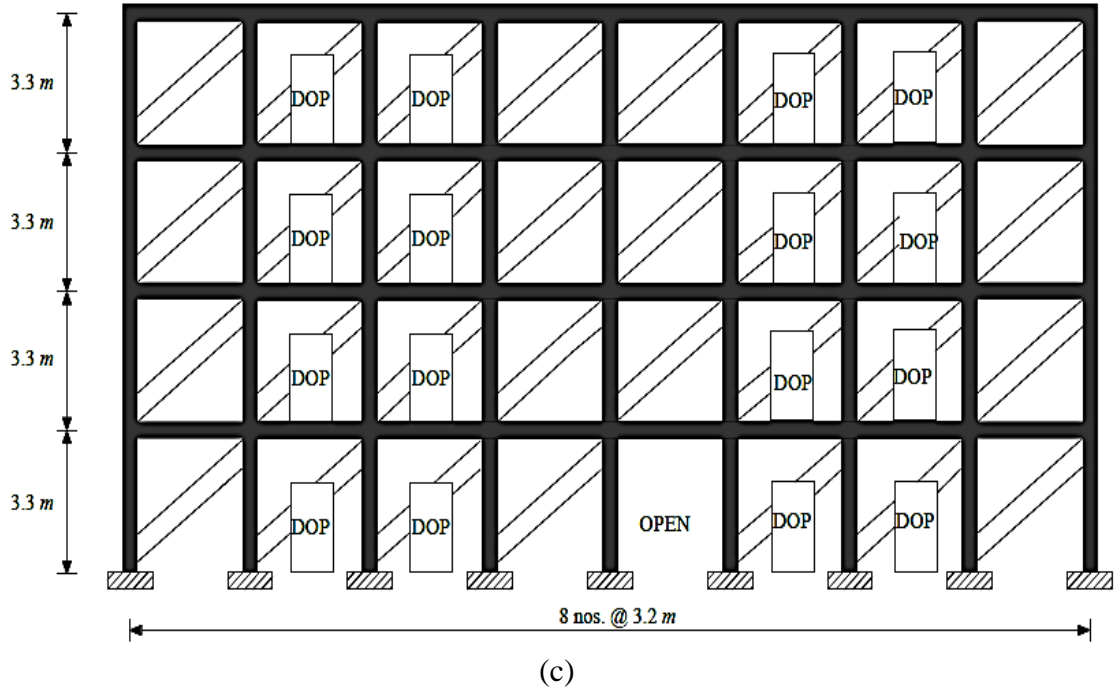 3.3 m
DOP DOP DOP DOP
3.3 m
DOP DOP DOP DOP
3.3 m
DOP DOP DOP DOP
3.3 m
DOP DOP OPEN DOP DOP
8 nos. @ 3.2 m
(c)